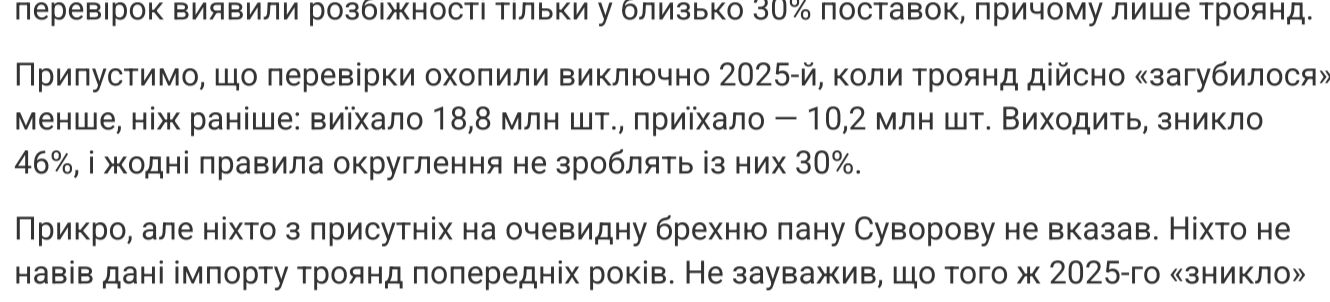 перевірок виявили розбіжності тільки у близько 30% поставок, причому лише троянд.
Припустимо, що перевірки охопили виключно 2025-й, коли троянд дійсно «загубилося»
менше, ніж раніше: виїхало 18,8 млн шт., приїхало — 10,2 млн шт. Виходить, зникло
46%, і жодні правила округлення не зроблять із них 30%.
Прикро, але ніхто з присутніх на очевидну брехню пану Суворову не вказав. Ніхто не
навів дані імпорту троянд попередніх років. Не зауважив, що того ж 2025-го «зникло»